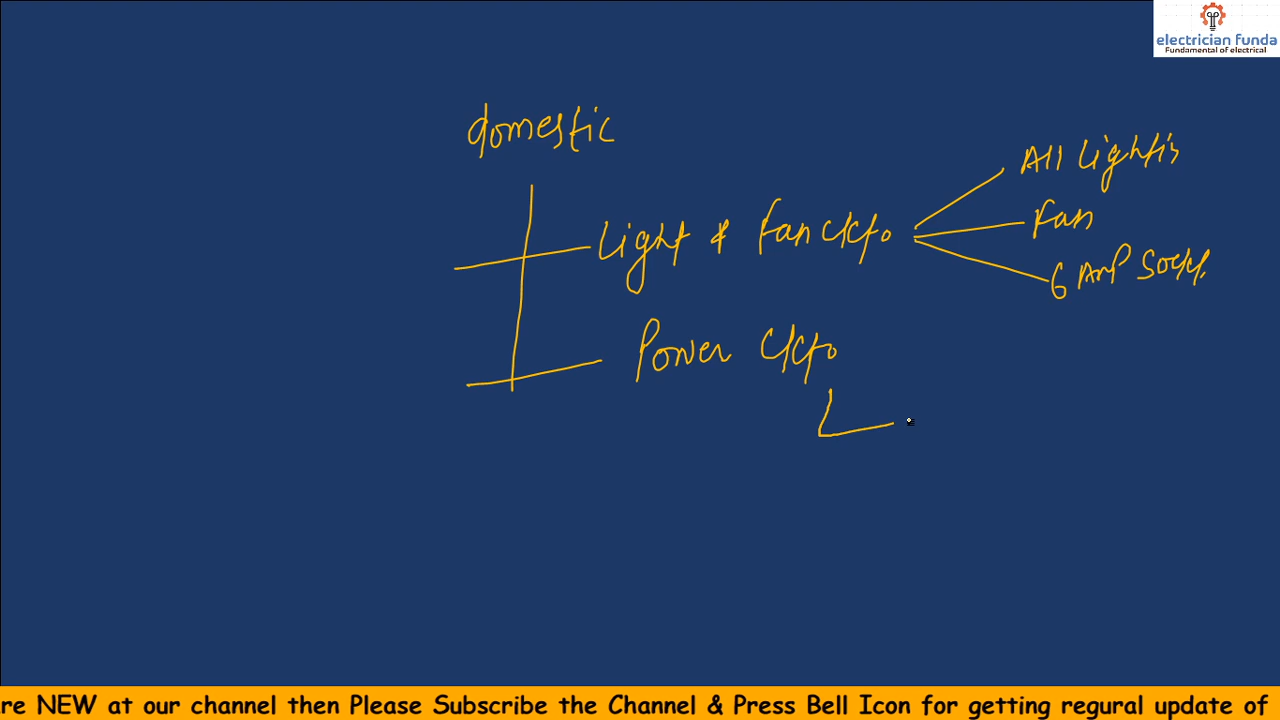 electrician funda
Fundamental of electrical
domestic
Light & Fan Ckt
All Light's
Fan
6 Amp Sock.
Power Ckt
re NEW at our channel then Please Subscribe the Channel & Press Bell Icon for getting regural update of